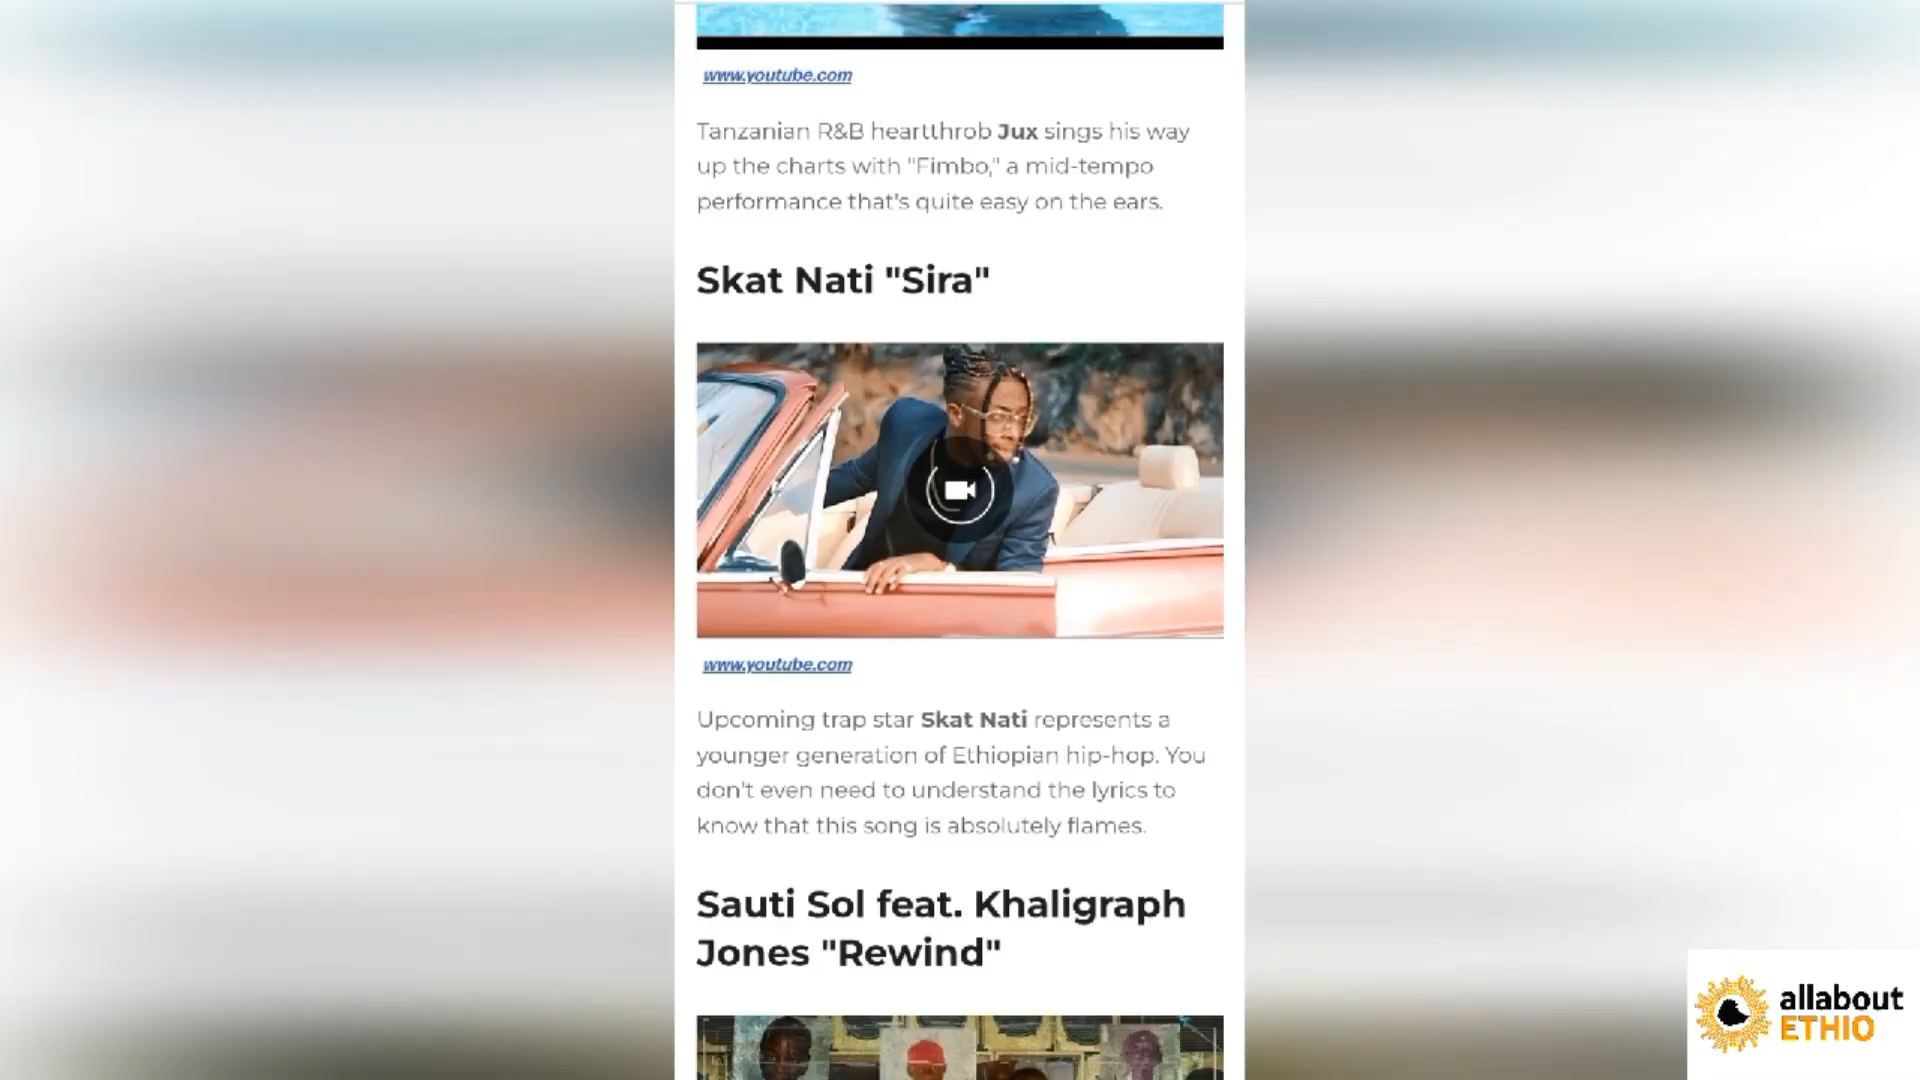 www.youtube.com
Tanzanian R&B heartthrob Jux sings his way
up the charts with "Fimbo," a mid-tempo
performance that's quite easy on the ears.
Skat Nati "Sira"
www.youtube.com
Upcoming trap star Skat Nati represents a
younger generation of Ethiopian hip-hop. You
don't even need to understand the lyrics to
know that this song is absolutely flames.
Sauti Sol feat. Khaligraph
Jones "Rewind"
allabout
ETHIO